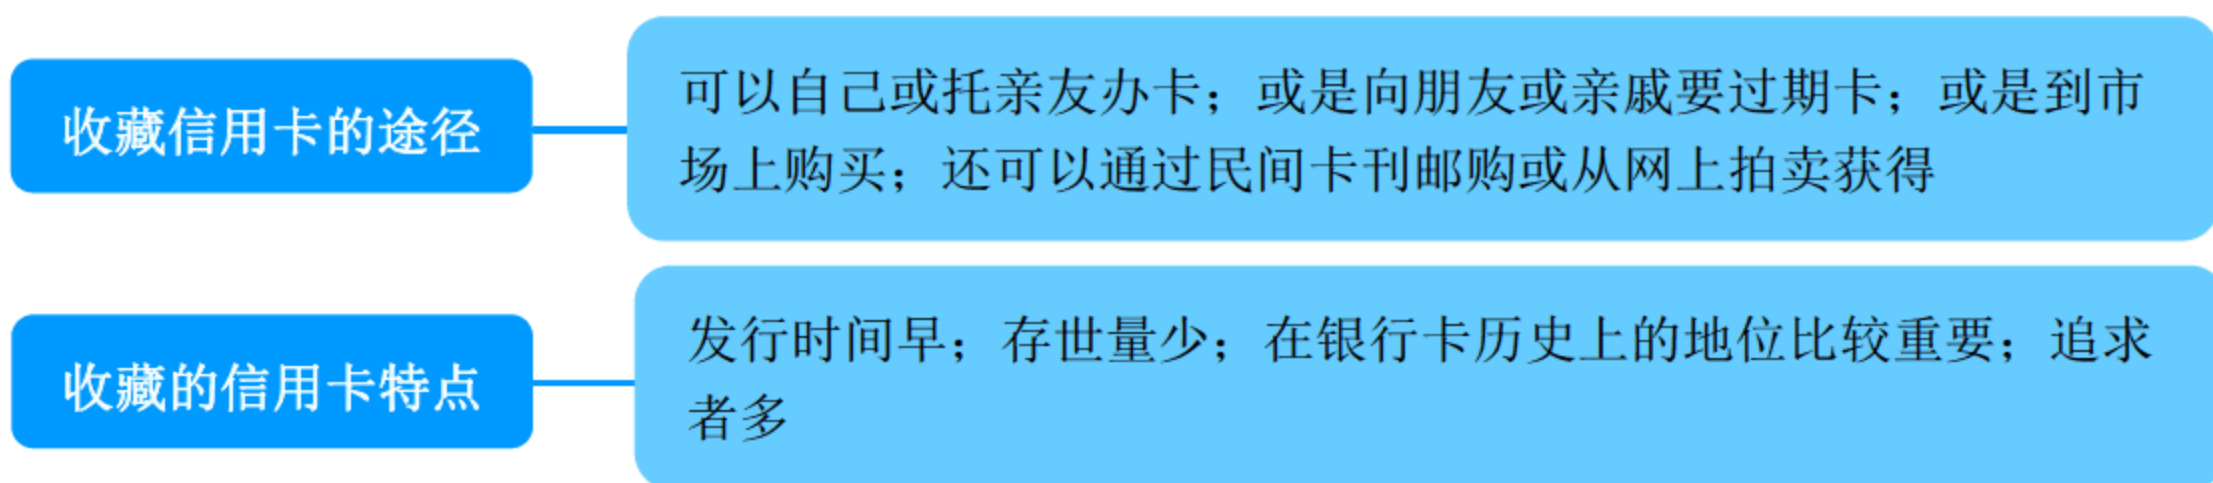 收藏信用卡的途径
可以自己或托亲友办卡；或是向朋友或亲戚要过期卡；或是到市
场上购买；还可以通过民间卡刊邮购或从网上拍卖获得
收藏的信用卡特点
发行时间早；存世量少；在银行卡历史上的地位比较重要；追求
者多